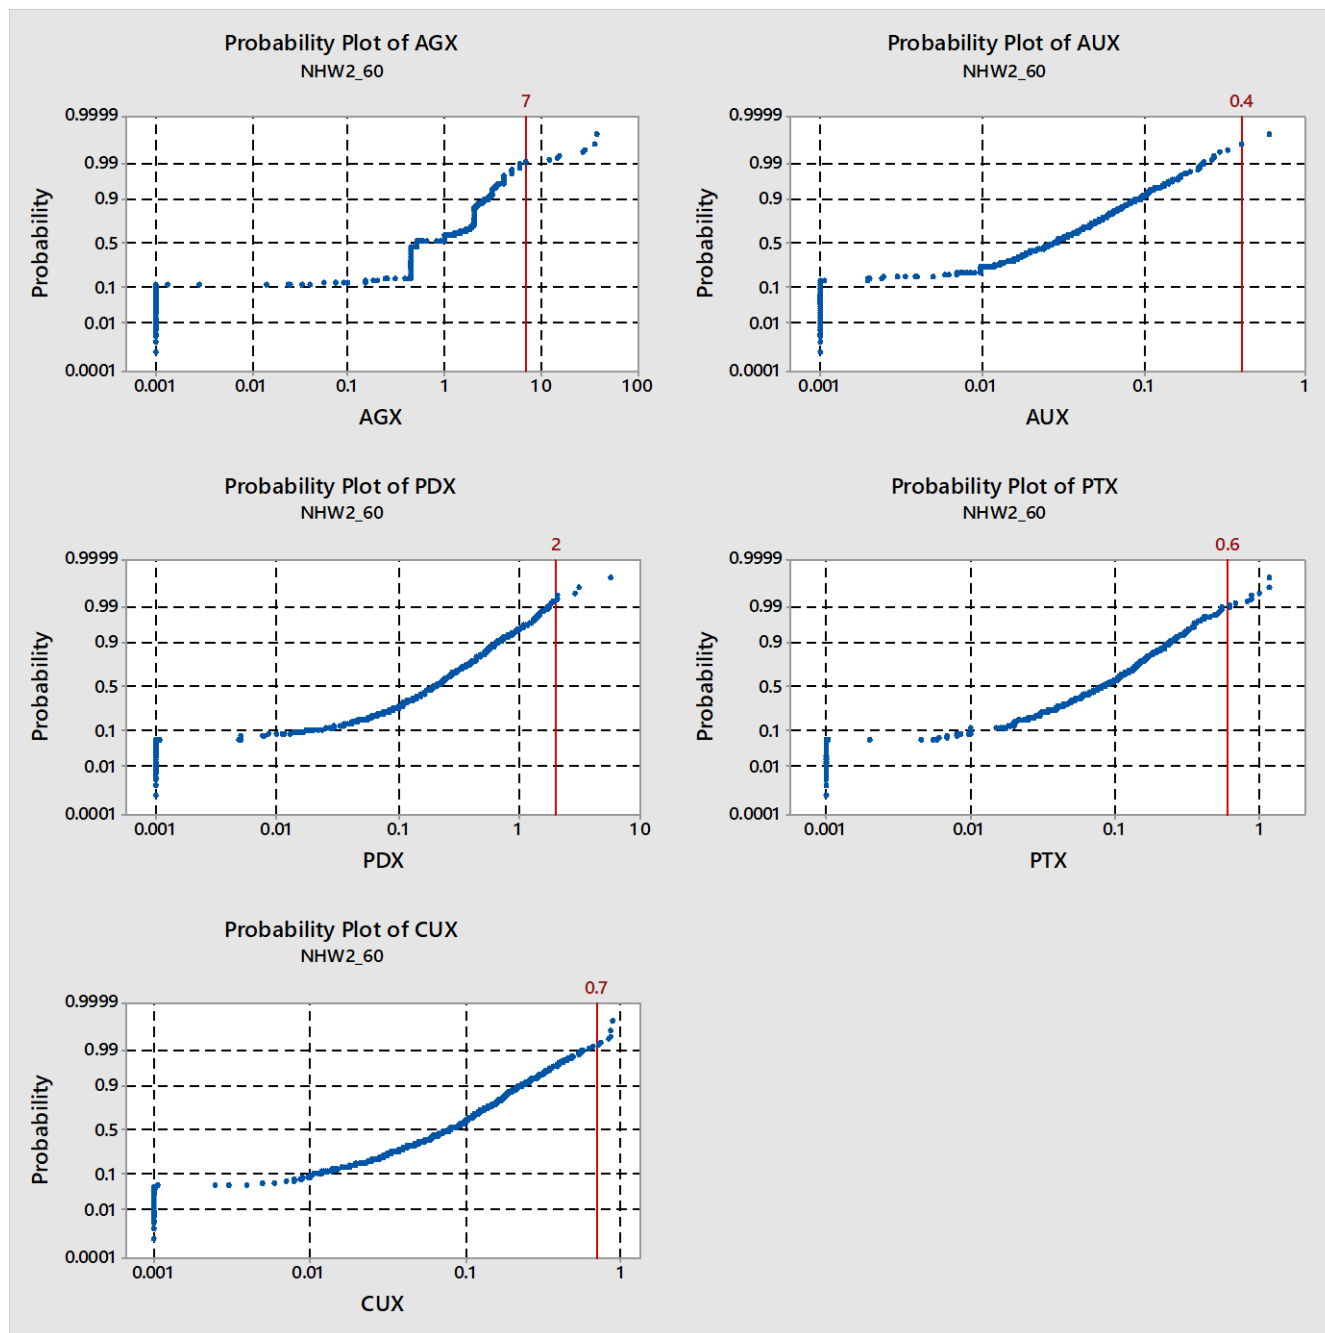 Probability Plot of AGX
NHW2_60
7
0.9999
0.99
0.9
0.5
0.1
0.01
0.0001
Probability
0.001 0.01 0.1 1 10 100
AGX
Probability Plot of AUX
NHW2_60
0.4
0.9999
0.99
0.9
0.5
0.1
0.01
0.0001
Probability
0.001 0.01 0.1 1
AUX
Probability Plot of PDX
NHW2_60
2
0.9999
0.99
0.9
0.5
0.1
0.01
0.0001
Probability
0.001 0.01 0.1 1 10
PDX
Probability Plot of PTX
NHW2_60
0.6
0.9999
0.99
0.9
0.5
0.1
0.01
0.0001
Probability
0.001 0.01 0.1 1
PTX
Probability Plot of CUX
NHW2_60
0.7
0.9999
0.99
0.9
0.5
0.1
0.01
0.0001
Probability
0.001 0.01 0.1 1
CUX